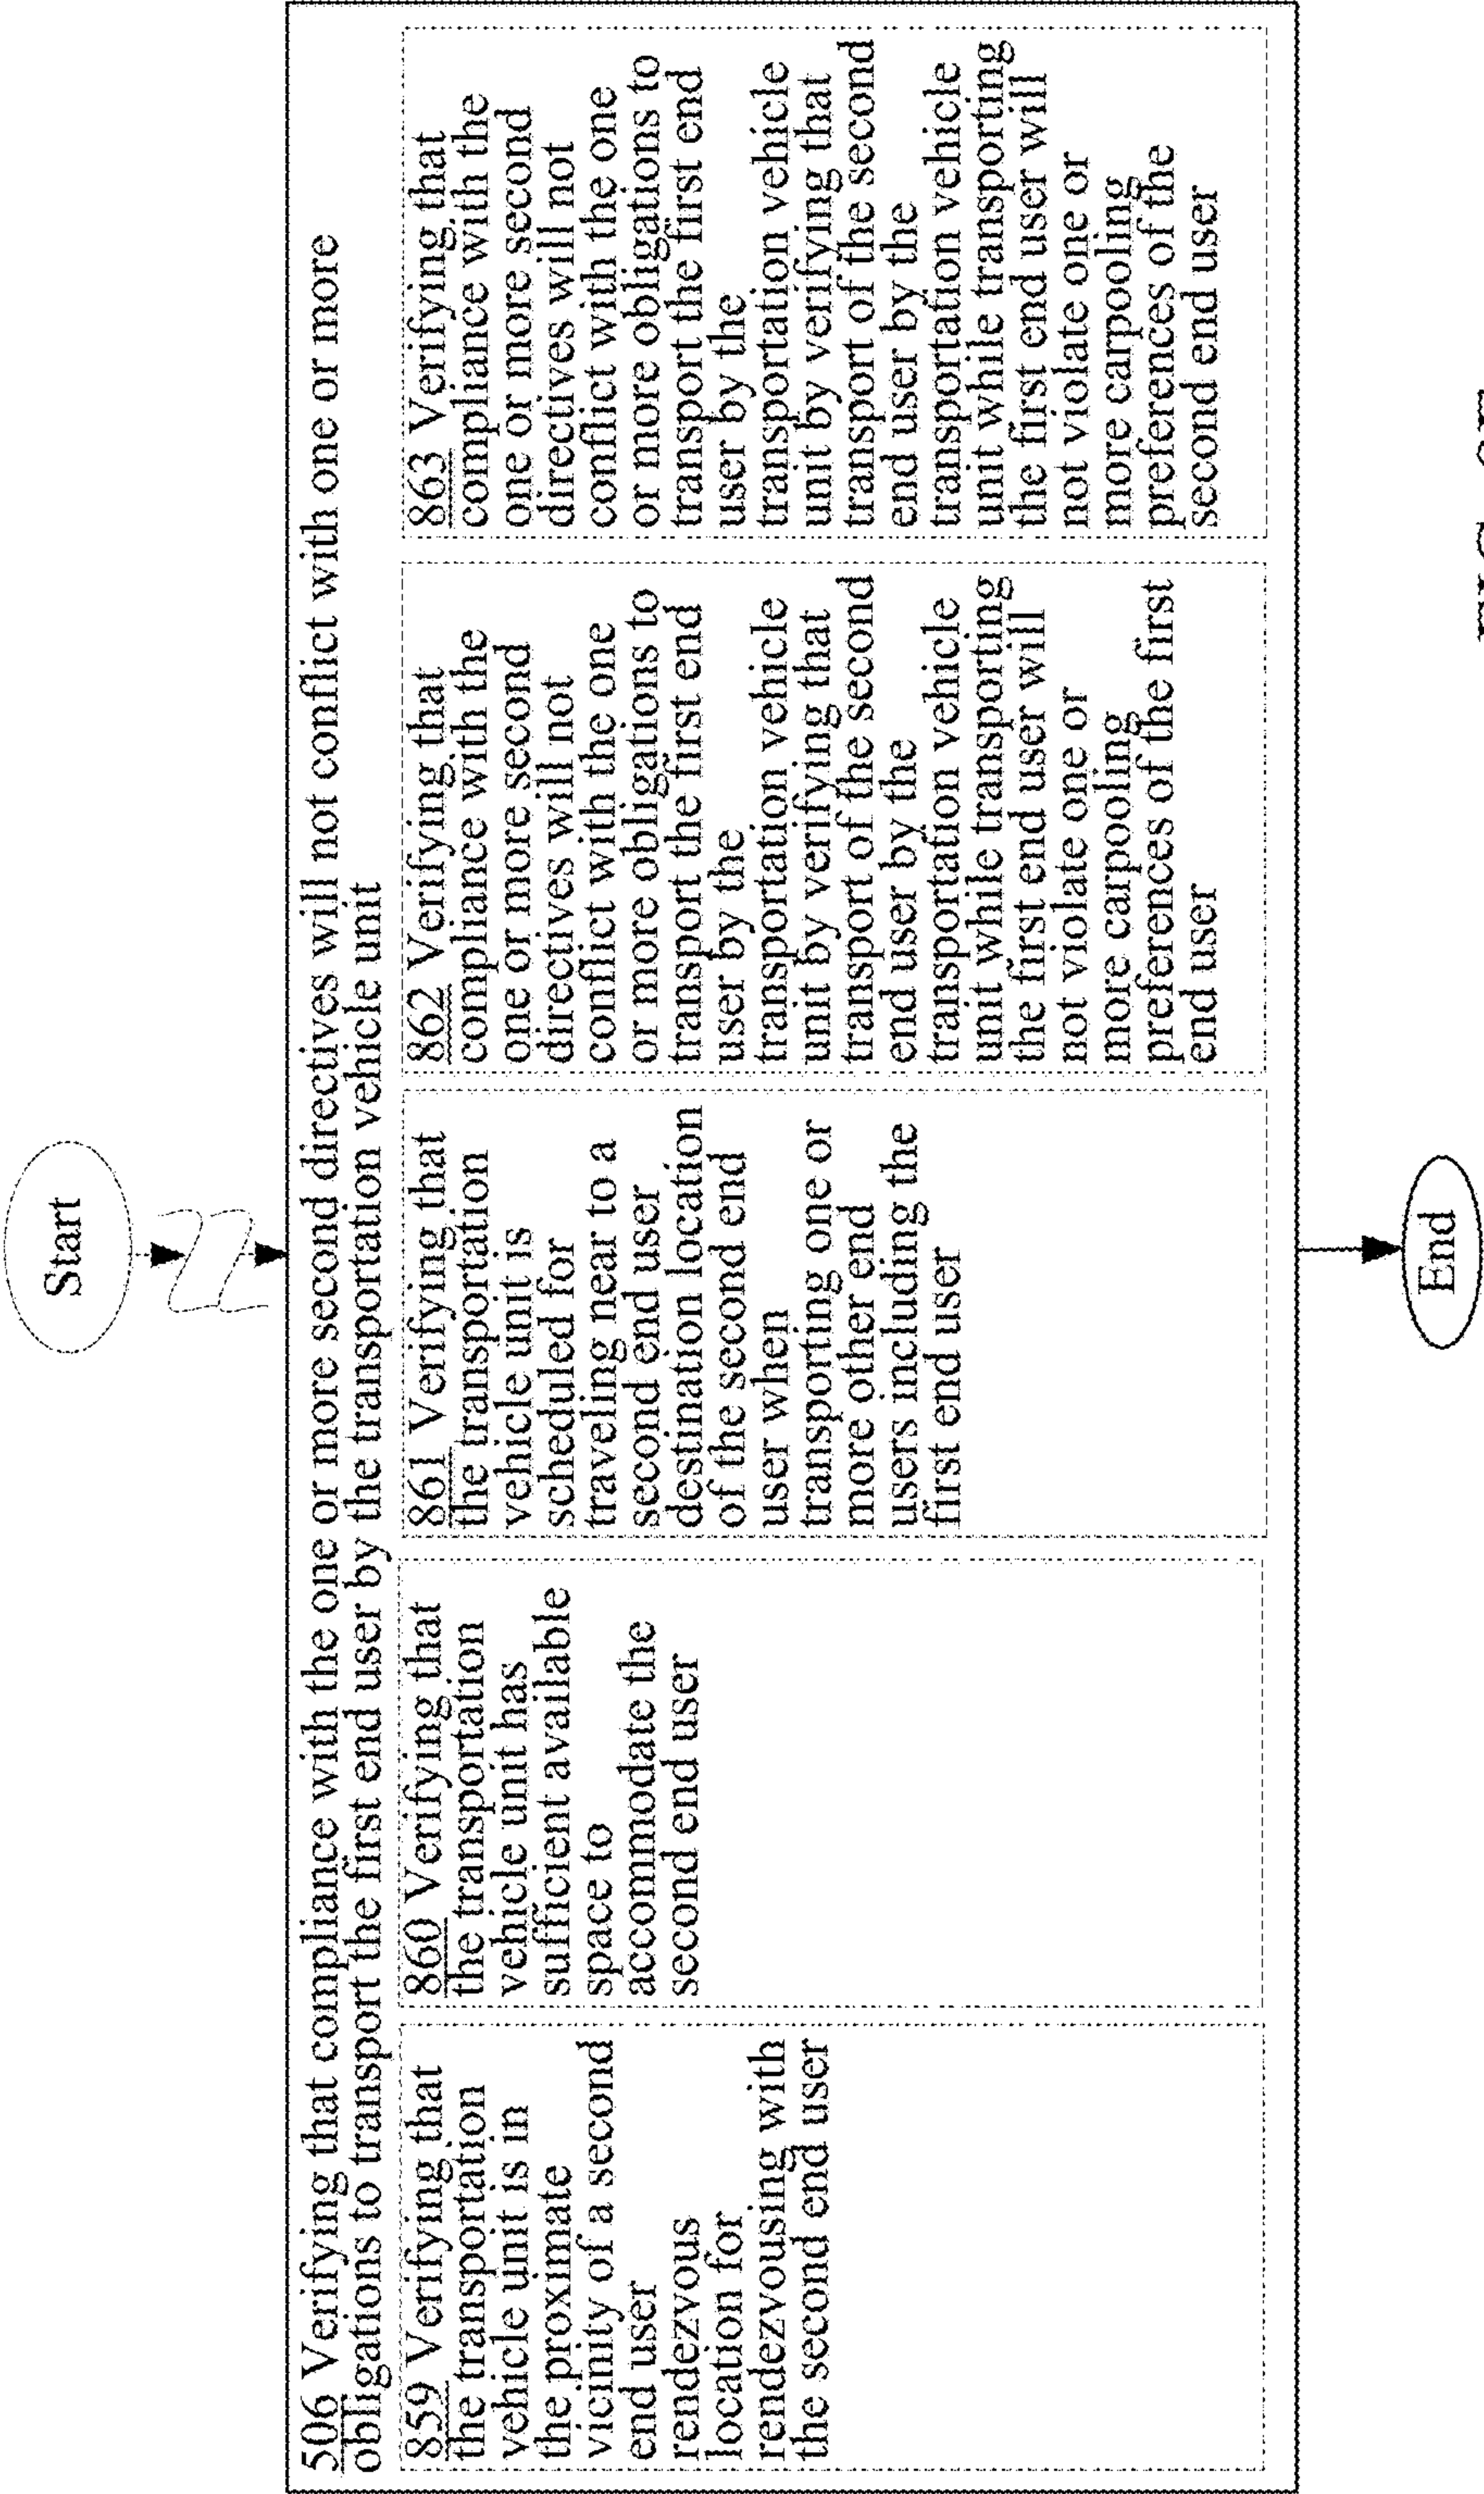 Start
506 Verifying that compliance with the one or more second directives will not conflict with one or more
obligations to transport the first end user by the transportation vehicle unit
859 Verifying that
the transportation
vehicle unit is in
the proximate
vicinity of a second
end user
rendezvous
location for
rendezvousing with
the second end user
860 Verifying that
the transportation
vehicle unit has
sufficient available
space to
accommodate the
second end user
861 Verifying that
the transportation
vehicle unit is
scheduled for
traveling near to a
second end user
destination location
of the second end
user when
transporting one or
more other end
users including the
first end user
862 Verifying that
compliance with the
one or more second
directives will not
conflict with the one
or more obligations to
transport the first end
user by the
transportation vehicle
unit by verifying that
transport of the second
end user by the
transportation vehicle
unit while transporting
the first end user will
not violate one or
more carpooling
preferences of the first
end user
863 Verifying that
compliance with the
one or more second
directives will not
conflict with the one
or more obligations to
transport the first end
user by the
transportation vehicle
unit by verifying that
transport of the second
end user by the
transportation vehicle
unit while transporting
the first end user will
not violate one or
more carpooling
preferences of the
second end user
End